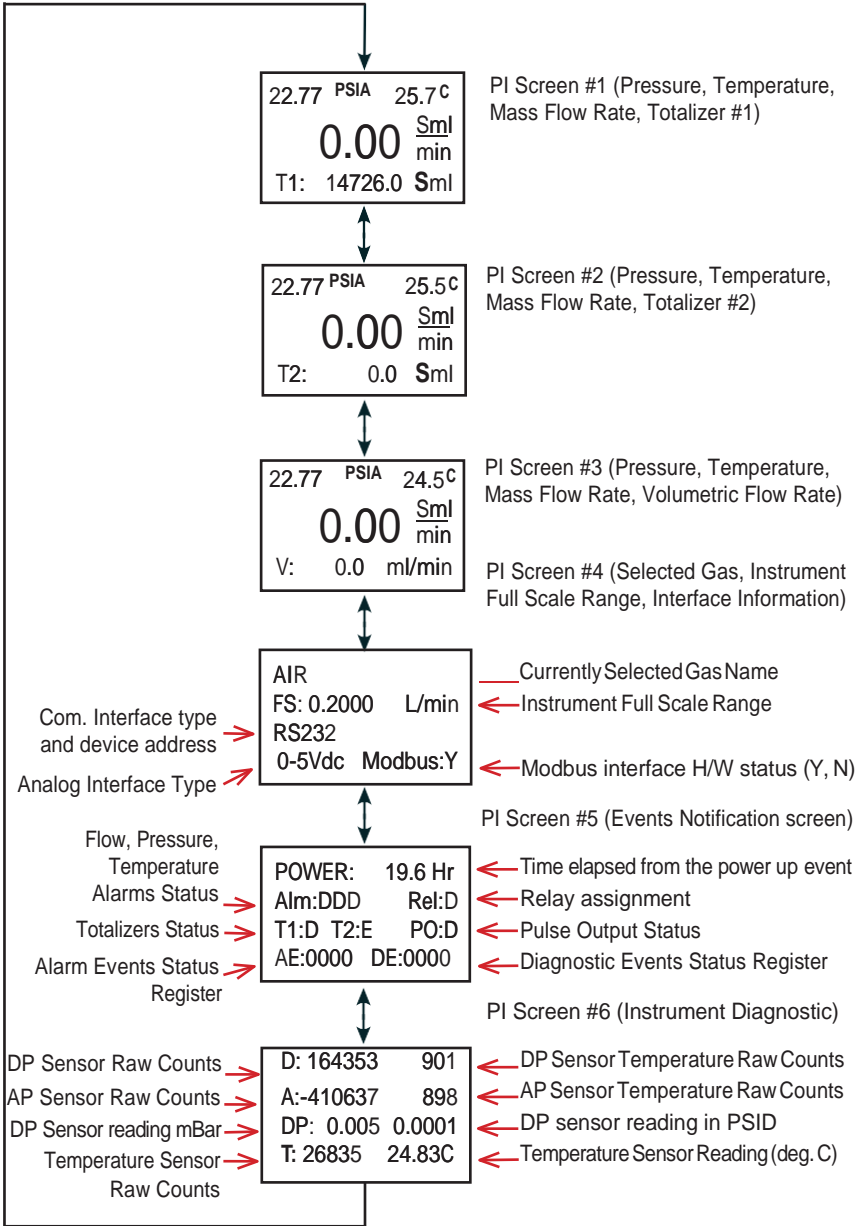 22.77 PSIA 25.7 C
0.00 Sml
min
T1: 14726.0 Sml
PI Screen #1 (Pressure, Temperature,
Mass Flow Rate, Totalizer #1)
22.77 PSIA 25.5 C
0.00 Sml
min
T2: 0.0 Sml
PI Screen #2 (Pressure, Temperature,
Mass Flow Rate, Totalizer #2)
22.77 PSIA 24.5 C
0.00 Sml
min
V: 0.0 ml/min
PI Screen #3 (Pressure, Temperature,
Mass Flow Rate, Volumetric Flow Rate)
PI Screen #4 (Selected Gas, Instrument
Full Scale Range, Interface Information)
Com. Interface type
and device address
Analog Interface Type
AIR
FS: 0.2000 L/min
RS232
0-5Vdc Modbus:Y
Currently Selected Gas Name
Instrument Full Scale Range
Modbus interface H/W status (Y, N)
PI Screen #5 (Events Notification screen)
Flow, Pressure,
Temperature
Alarms Status
Totalizers Status
Alarm Events Status
Register
POWER: 19.6 Hr
Alm:DDD Rel:D
T1:D T2:E PO:D
AE:0000 DE:0000
Time elapsed from the power up event
Relay assignment
Pulse Output Status
Diagnostic Events Status Register
PI Screen #6 (Instrument Diagnostic)
DP Sensor Raw Counts
AP Sensor Raw Counts
DP Sensor reading mBar
Temperature Sensor
Raw Counts
D: 164353 901
A:-410637 898
DP: 0.005 0.0001
T: 26835 24.83C
DP Sensor Temperature Raw Counts
AP Sensor Temperature Raw Counts
DP sensor reading in PSID
Temperature Sensor Reading (deg. C)